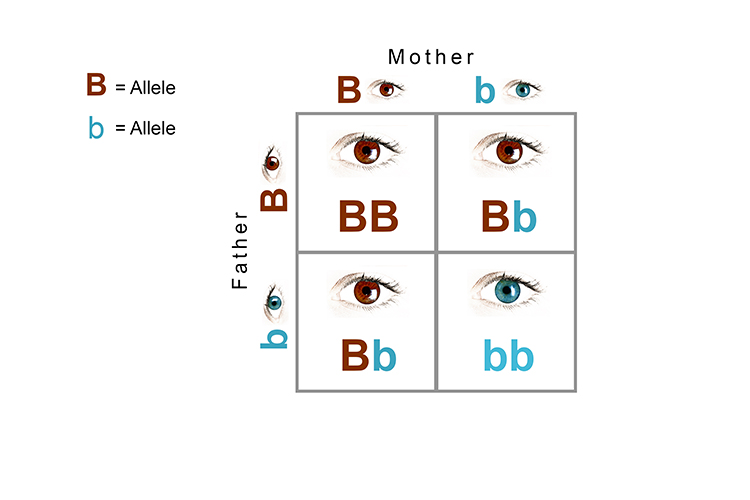 Mother
B = Allele
B b
b = Allele
Father
B
BB Bb
b
Bb bb